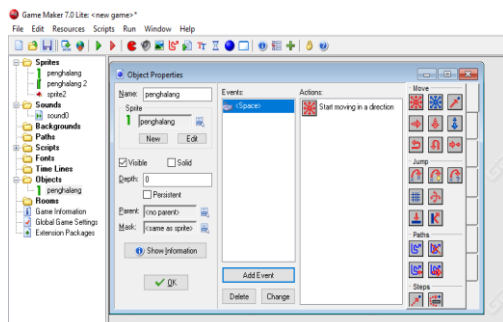 Game Maker 7.0 Lite: <new game>*
File Edit Resources Scripts Run Window Help
Sprites
penghalang
penghalang 2
sprite2
Sounds
sound0
Backgrounds
Paths
Scripts
Fonts
Time Lines
Objects
penghalang
Rooms
Game Information
Global Game Settings
Extension Packages
Object Properties
Name: penghalang
Sprite
penghalang
New Edit
Visible Solid
Depth: 0
Persistent
Parent: <no parent>
Mask: <same as sprite>
Show Information
OK
Events:
<Space>
Add Event
Delete Change
Actions:
Start moving in a direction
Move
Jump
Paths
Steps